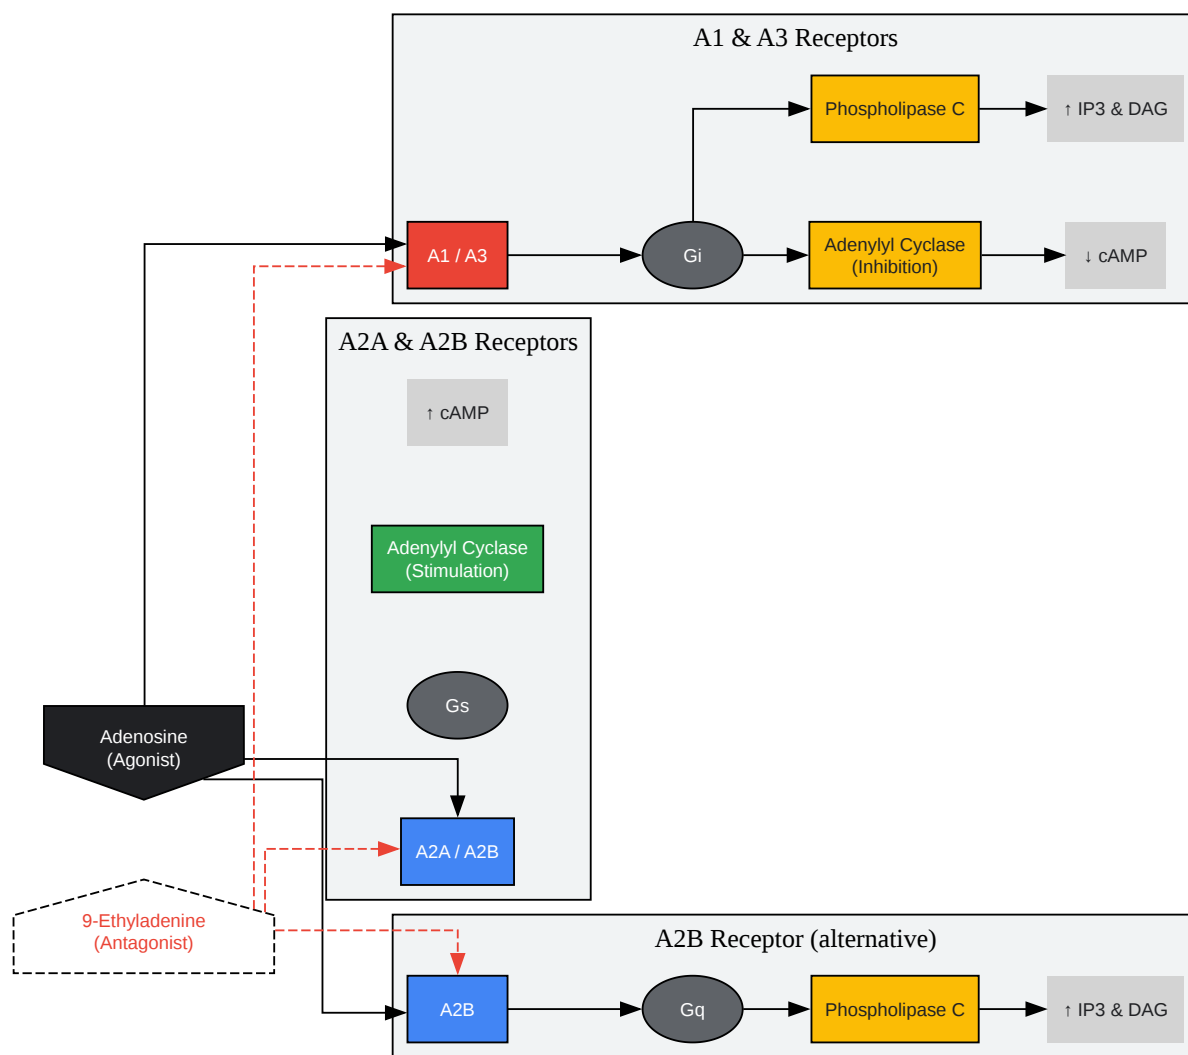 A1 & A3 Receptors
Phospholipase C
↑ IP3 & DAG
A1 / A3
Gi
Adenylyl Cyclase
(Inhibition)
↓ cAMP
A2A & A2B Receptors
↑ cAMP
Adenylyl Cyclase
(Stimulation)
Gs
Adenosine
(Agonist)
A2A / A2B
9-Ethyladenine
(Antagonist)
A2B Receptor (alternative)
A2B
Gq
Phospholipase C
↑ IP3 & DAG